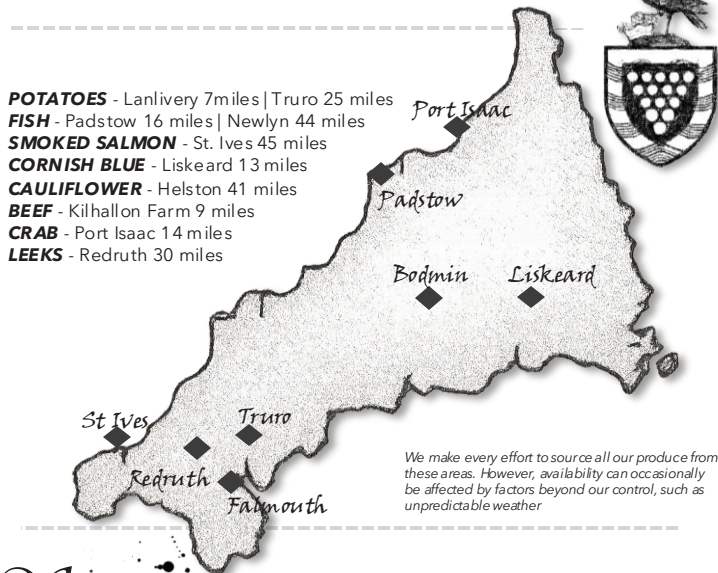 POTATOES - Lanlivery 7miles | Truro 25 miles
FISH - Padstow 16 miles | Newlyn 44 miles
SMOKED SALMON - St. Ives 45 miles
CORNISH BLUE - Liskeard 13 miles
CAULIFLOWER - Helston 41 miles
BEEF - Kilhallon Farm 9 miles
CRAB - Port Isaac 14 miles
LEEKS - Redruth 30 miles
Port Isaac
Padstow
Bodmin
Liskeard
St Ives
Truro
Redruth
Falmouth
We make every effort to source all our produce from
these areas. However, availability can occasionally
be affected by factors beyond our control, such as
unpredictable weather